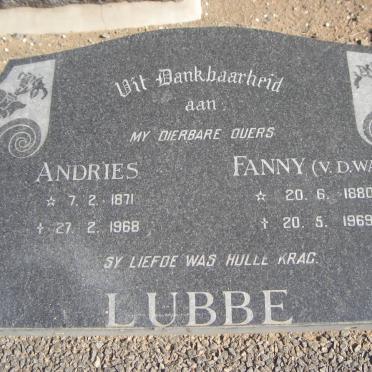 Uit Dankbaarheid
aan
MY DIERBARE OUERS
ANDRIES FANNY (V.D.WA
☆ 7. 2. 1871 ☆ 20. 6. 1880
† 27. 2. 1968 † 20. 5. 1969
SY LIEFDE WAS HULLE KRAG.
LUBBE